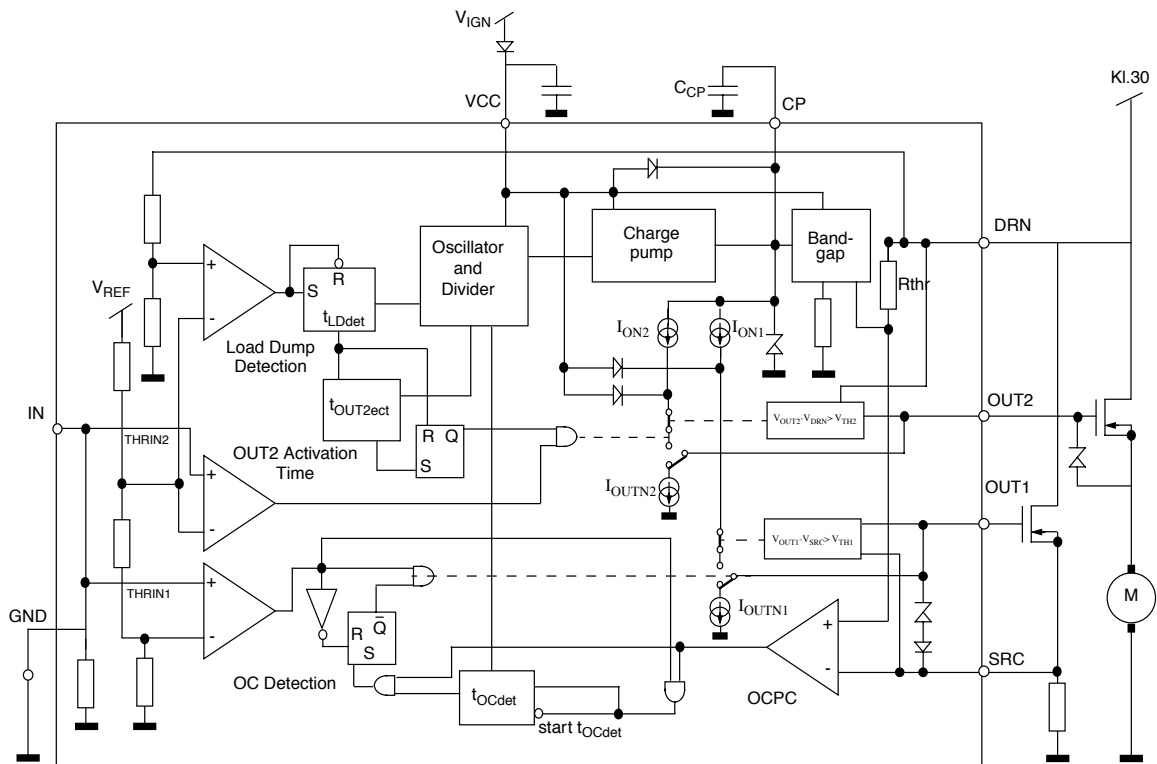 V_IGN
VCC
C_CP
CP
Kl.30
DRN
Oscillator
and
Divider
Charge
pump
Band-
gap
Rthr
+
-
S
R
t_LDdet
V_REF
Load Dump
Detection
I_ON2
I_ON1
IN
THRIN2
t_OUT2ect
R Q
S
OUT2 Activation
Time
V_OUT2-V_DRN> V_TH2
OUT2
I_OUTN2
+
-
OUT1
V_OUT1-V_SRC> V_TH1
I_OUTN1
GND
THRIN1
+
-
R Q̄
S
OC Detection
t_OCdet
start t_OCdet
OCPC
+
-
SRC
M